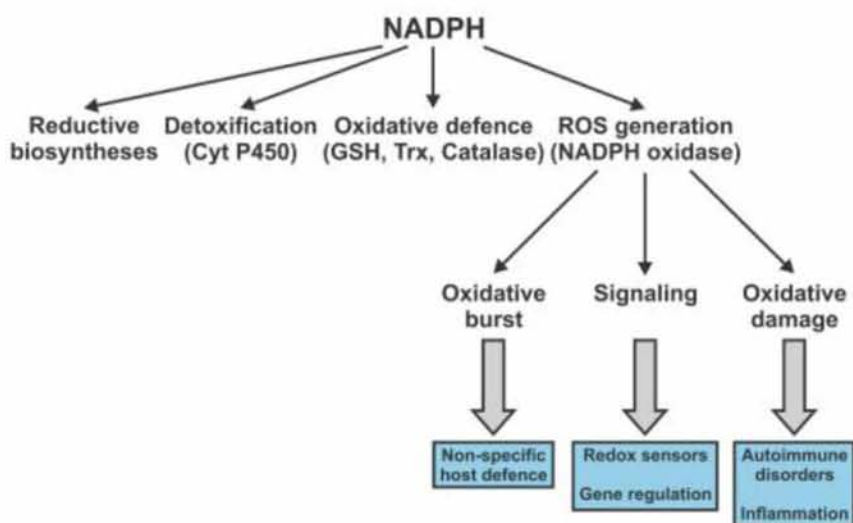 NADPH
Reductive
biosyntheses
Detoxification
(Cyt P450)
Oxidative defence
(GSH, Trx, Catalase)
ROS generation
(NADPH oxidase)
Oxidative
burst
Signaling
Oxidative
damage
Non-specific
host defence
Redox sensors
Gene regulation
Autoimmune
disorders
Inflammation